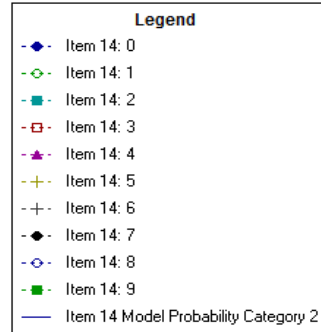 Legend
Item 14: 0
Item 14: 1
Item 14: 2
Item 14: 3
Item 14: 4
Item 14: 5
Item 14: 6
Item 14: 7
Item 14: 8
Item 14: 9
Item 14 Model Probability Category 2